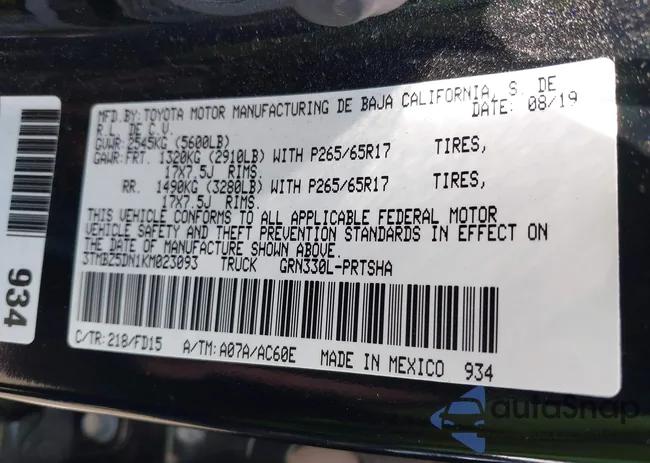 MFD.BY: TOYOTA MOTOR MANUFACTURING DE BAJA CALIFORNIA, S. DE
R.L. DE C.V. DATE: 08/19
GVWR: 2545KG (5600LB)
GAWR: FRT. 1320KG (2910LB) WITH P265/65R17 TIRES,
17X7.5J RIMS.
RR. 1490KG (3280LB) WITH P265/65R17 TIRES,
17X7.5J RIMS.
THIS VEHICLE CONFORMS TO ALL APPLICABLE FEDERAL MOTOR
VEHICLE SAFETY AND THEFT PREVENTION STANDARDS IN EFFECT ON
THE DATE OF MANUFACTURE SHOWN ABOVE.
3TMBZ5DN1KM023093 TRUCK GRN330L-PRTSHA
C/TR: 218/FD15 A/TM: A07A/AC60E MADE IN MEXICO 934
934
autoSnap